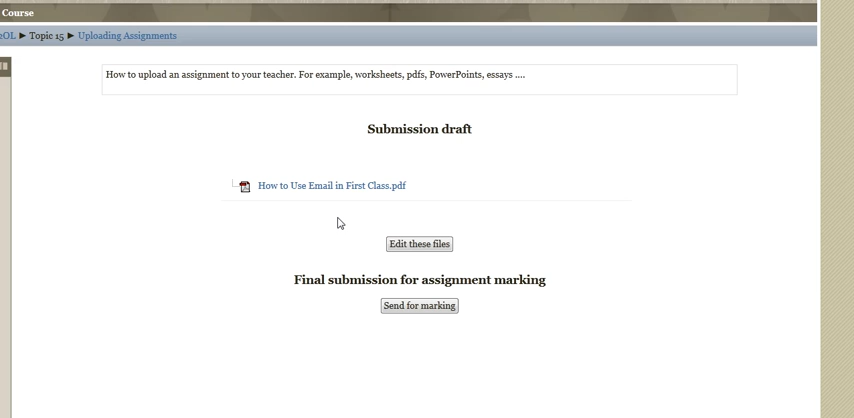 Course
eOL ► Topic 15 ► Uploading Assignments
How to upload an assignment to your teacher. For example, worksheets, pdfs, PowerPoints, essays ....
Submission draft
How to Use Email in First Class.pdf
Edit these files
Final submission for assignment marking
Send for marking